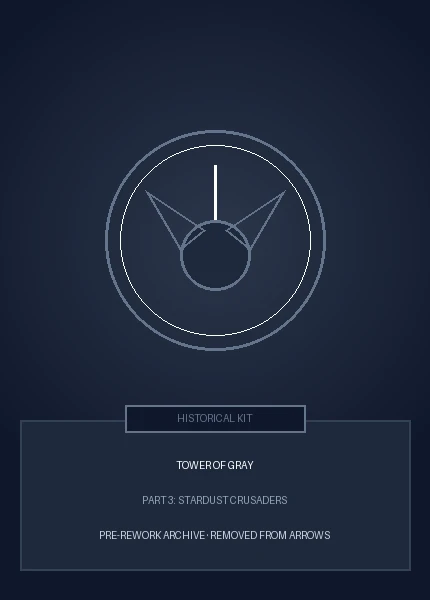 HISTORICAL KIT
TOWER OF GRAY
PART 3: STARDUST CRUSADERS
PRE-REWORK ARCHIVE · REMOVED FROM ARROWS